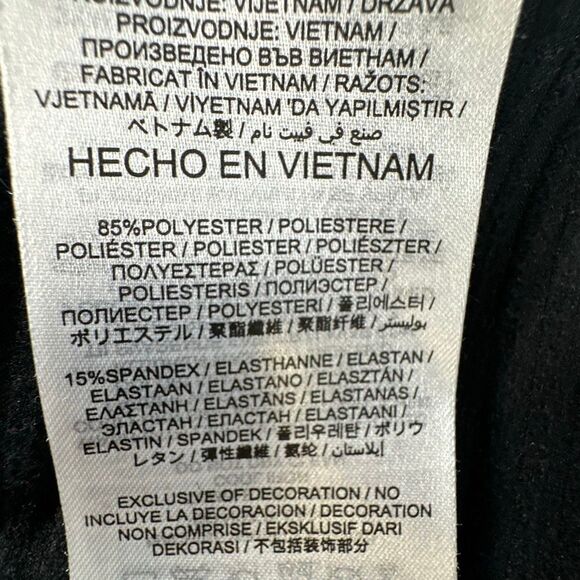 PROIZVODNJE: VIJETNAM / DRŽAVA
PROIZVODNJE: VIETNAM /
ПРОИЗВЕДЕНО ВЪВ ВИЕТНАМ /
FABRICAT ÎN VIETNAM / RAŽOTS:
VJETNAMĀ / VİYETNAM 'DA YAPILMIŞTIR /
ベトナム製 / صنع في فييت نام
HECHO EN VIETNAM
85%POLYESTER / POLIESTERE /
POLIÉSTER / POLIESTER / POLIÉSZTER /
ΠΟΛΥΕΣΤΕΡΑΣ / POLÜESTER /
POLIESTERIS / ПОЛИЭСТЕР /
ПОЛИЕСТЕР / POLYESTERI / 폴리에스터 /
ポリエステル / 聚酯纖維 / 聚酯纤维 / بوليستر
15%SPANDEX / ELASTHANNE / ELASTAN /
ELASTAAN / ELASTANO / ELASZTÁN /
ΕΛΑΣΤΑΝΗ / ELASTĀNS / ELASTANAS /
ЭЛАСТАН / ЕЛАСТАН / ELASTAANI /
ELASTIN / SPANDEK / 폴리우레탄 / ポリウ
レタン / 彈性纖維 / 氨纶 / إيلاستان
EXCLUSIVE OF DECORATION / NO
INCLUYE LA DECORACION / DECORATION
NON COMPRISE / EKSKLUSIF DARI
DEKORASI / 不包括装饰部分